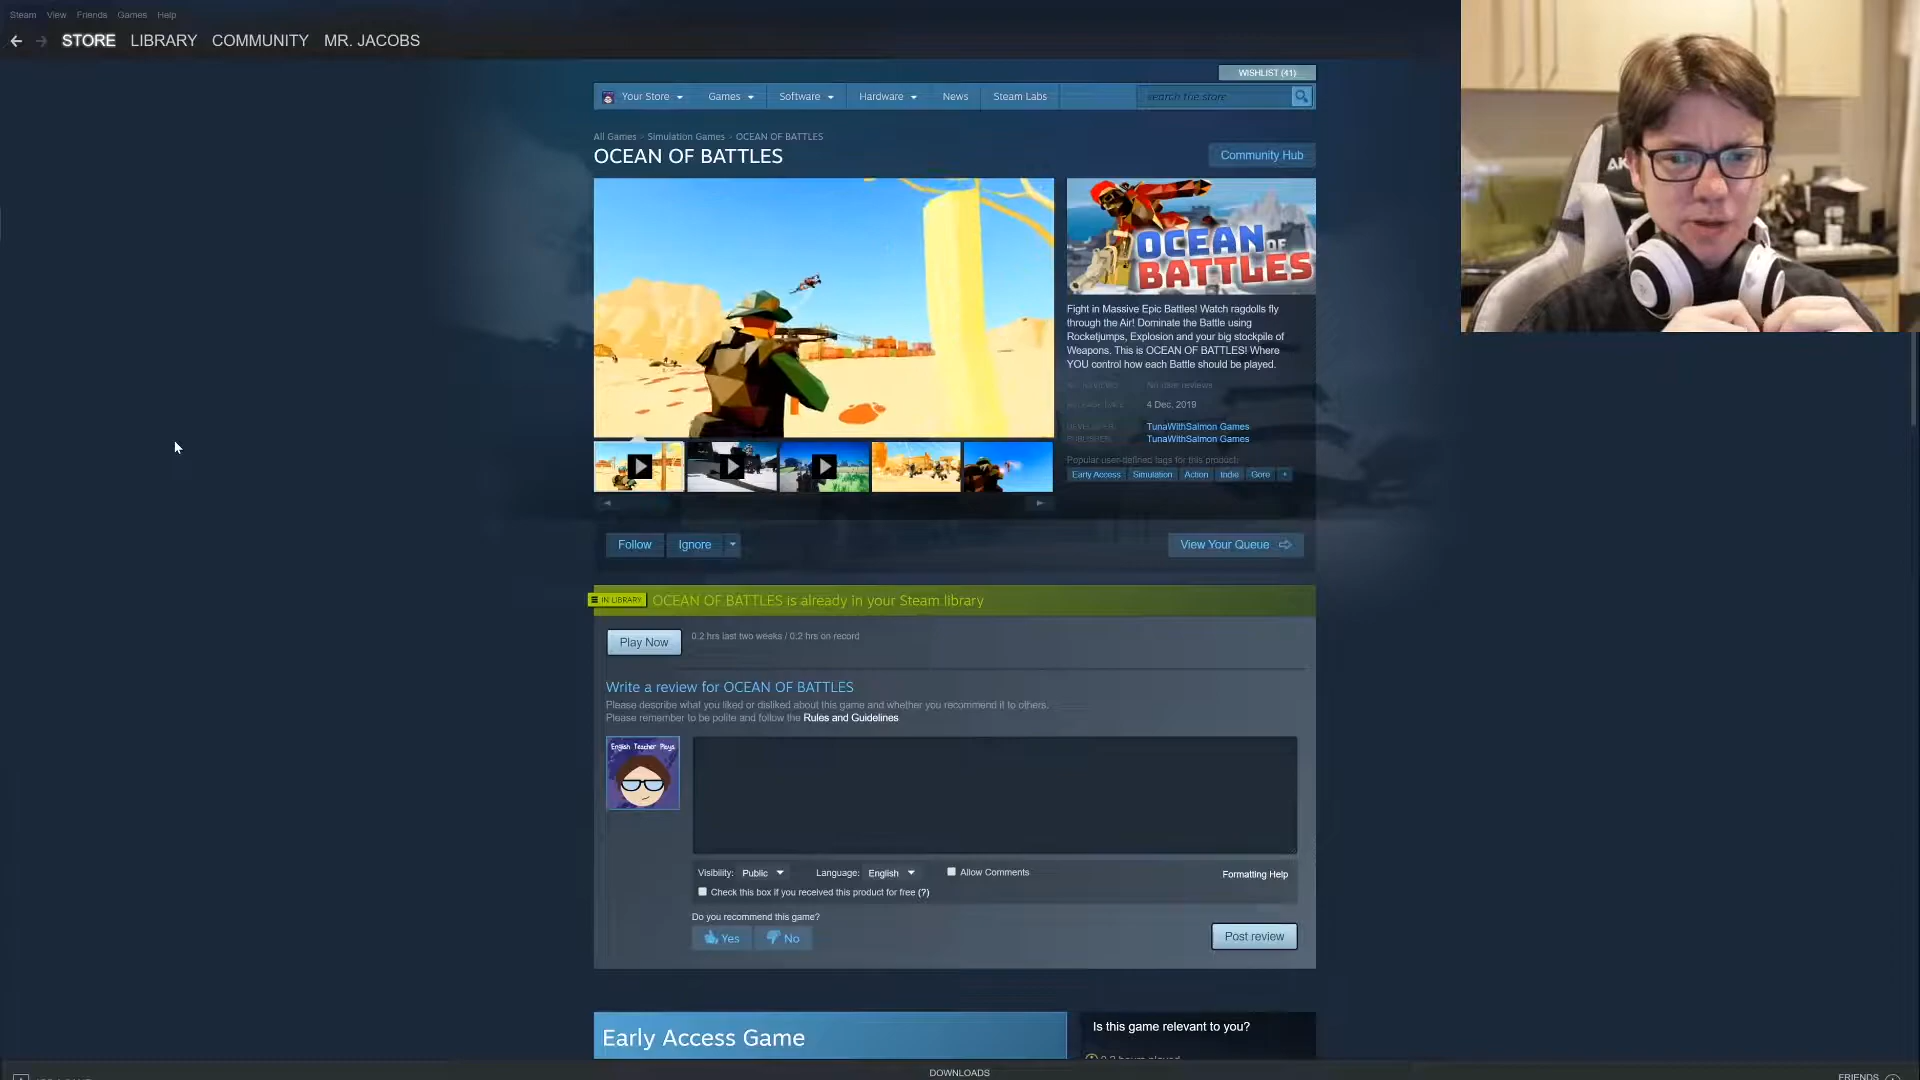 Steam View Friends Games Help
STORE LIBRARY COMMUNITY MR. JACOBS
WISHLIST (41)
Your Store Games Software Hardware News Steam Labs search the store
All Games > Simulation Games > OCEAN OF BATTLES
OCEAN OF BATTLES
Community Hub
OCEAN OF BATTLES
Fight in Massive Epic Battles! Watch ragdolls fly
through the Air! Dominate the Battle using
Rocketjumps, Explosion and your big stockpile of
Weapons. This is OCEAN OF BATTLES! Where
YOU control how each Battle should be played.
No user reviews
4 Dec, 2019
DEVELOPER: TunaWithSalmon Games
PUBLISHER: TunaWithSalmon Games
Popular user-defined tags for this product:
Early Access Simulation Action Indie Gore +
Follow Ignore View Your Queue
IN LIBRARY OCEAN OF BATTLES is already in your Steam library
Play Now 0.2 hrs last two weeks / 0.2 hrs on record
Write a review for OCEAN OF BATTLES
Please describe what you liked or disliked about this game and whether you recommend it to others.
Please remember to be polite and follow the Rules and Guidelines
English Teacher Plays
Visibility: Public Language: English Allow Comments Formatting Help
Check this box if you received this product for free (?)
Do you recommend this game?
Yes No Post review
Early Access Game
Is this game relevant to you?
DOWNLOADS
FRIENDS
AK